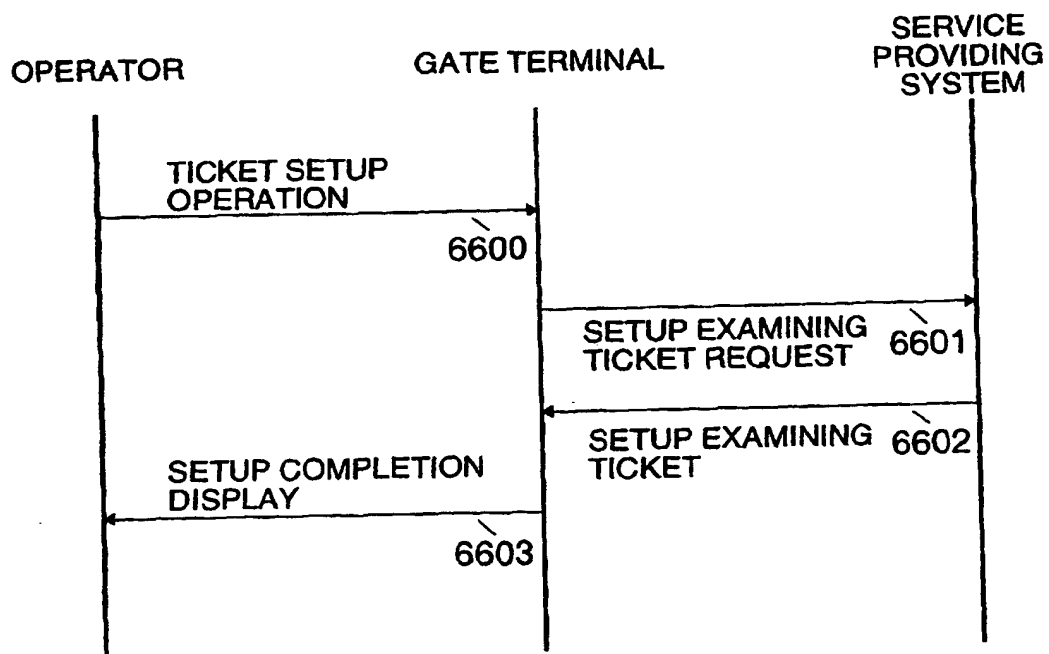 OPERATOR
GATE TERMINAL
SERVICE
PROVIDING
SYSTEM
TICKET SETUP
OPERATION
6600
SETUP EXAMINING
TICKET REQUEST
6601
SETUP EXAMINING
TICKET
6602
SETUP COMPLETION
DISPLAY
6603